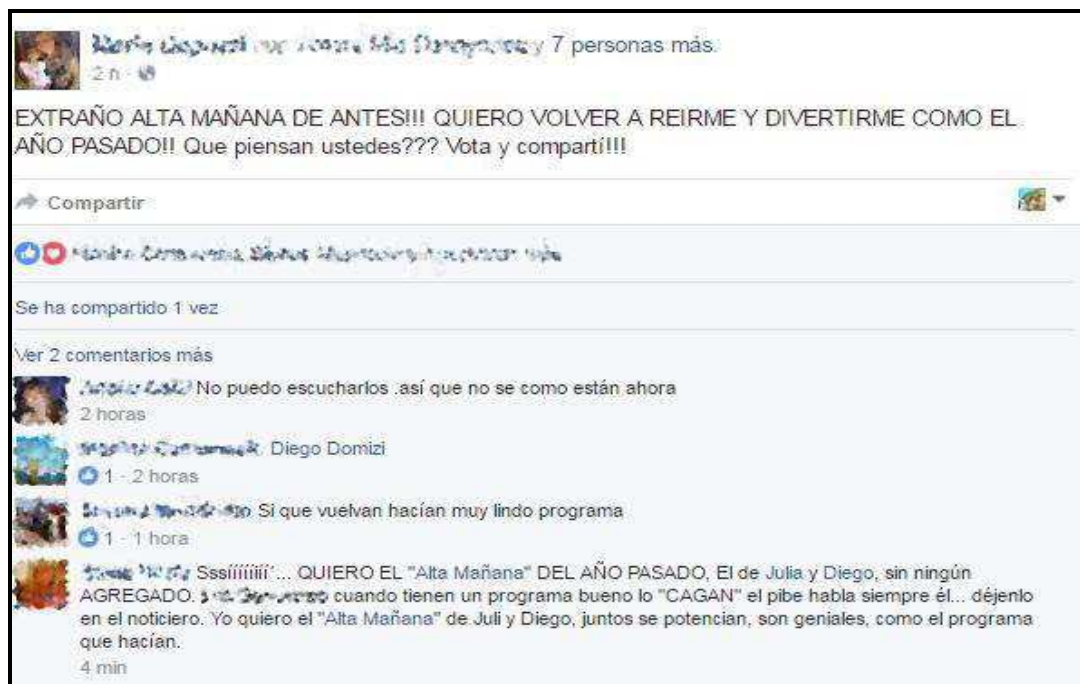 y 7 personas más.
2 h
EXTRAÑO ALTA MAÑANA DE ANTES!!! QUIERO VOLVER A REIRME Y DIVERTIRME COMO EL
AÑO PASADO!! Que piensan ustedes??? Vota y compartí!!!
Compartir
Se ha compartido 1 vez
Ver 2 comentarios más
No puedo escucharlos .así que no se como están ahora
2 horas
Diego Domizi
1 · 2 horas
Si que vuelvan hacían muy lindo programa
1 · 1 hora
Sssííííííí´... QUIERO EL "Alta Mañana" DEL AÑO PASADO, El de Julia y Diego, sin ningún
AGREGADO. cuando tienen un programa bueno lo "CAGAN" el pibe habla siempre él... déjenlo
en el noticiero. Yo quiero el "Alta Mañana" de Juli y Diego, juntos se potencian, son geniales, como el programa
que hacían.
4 min